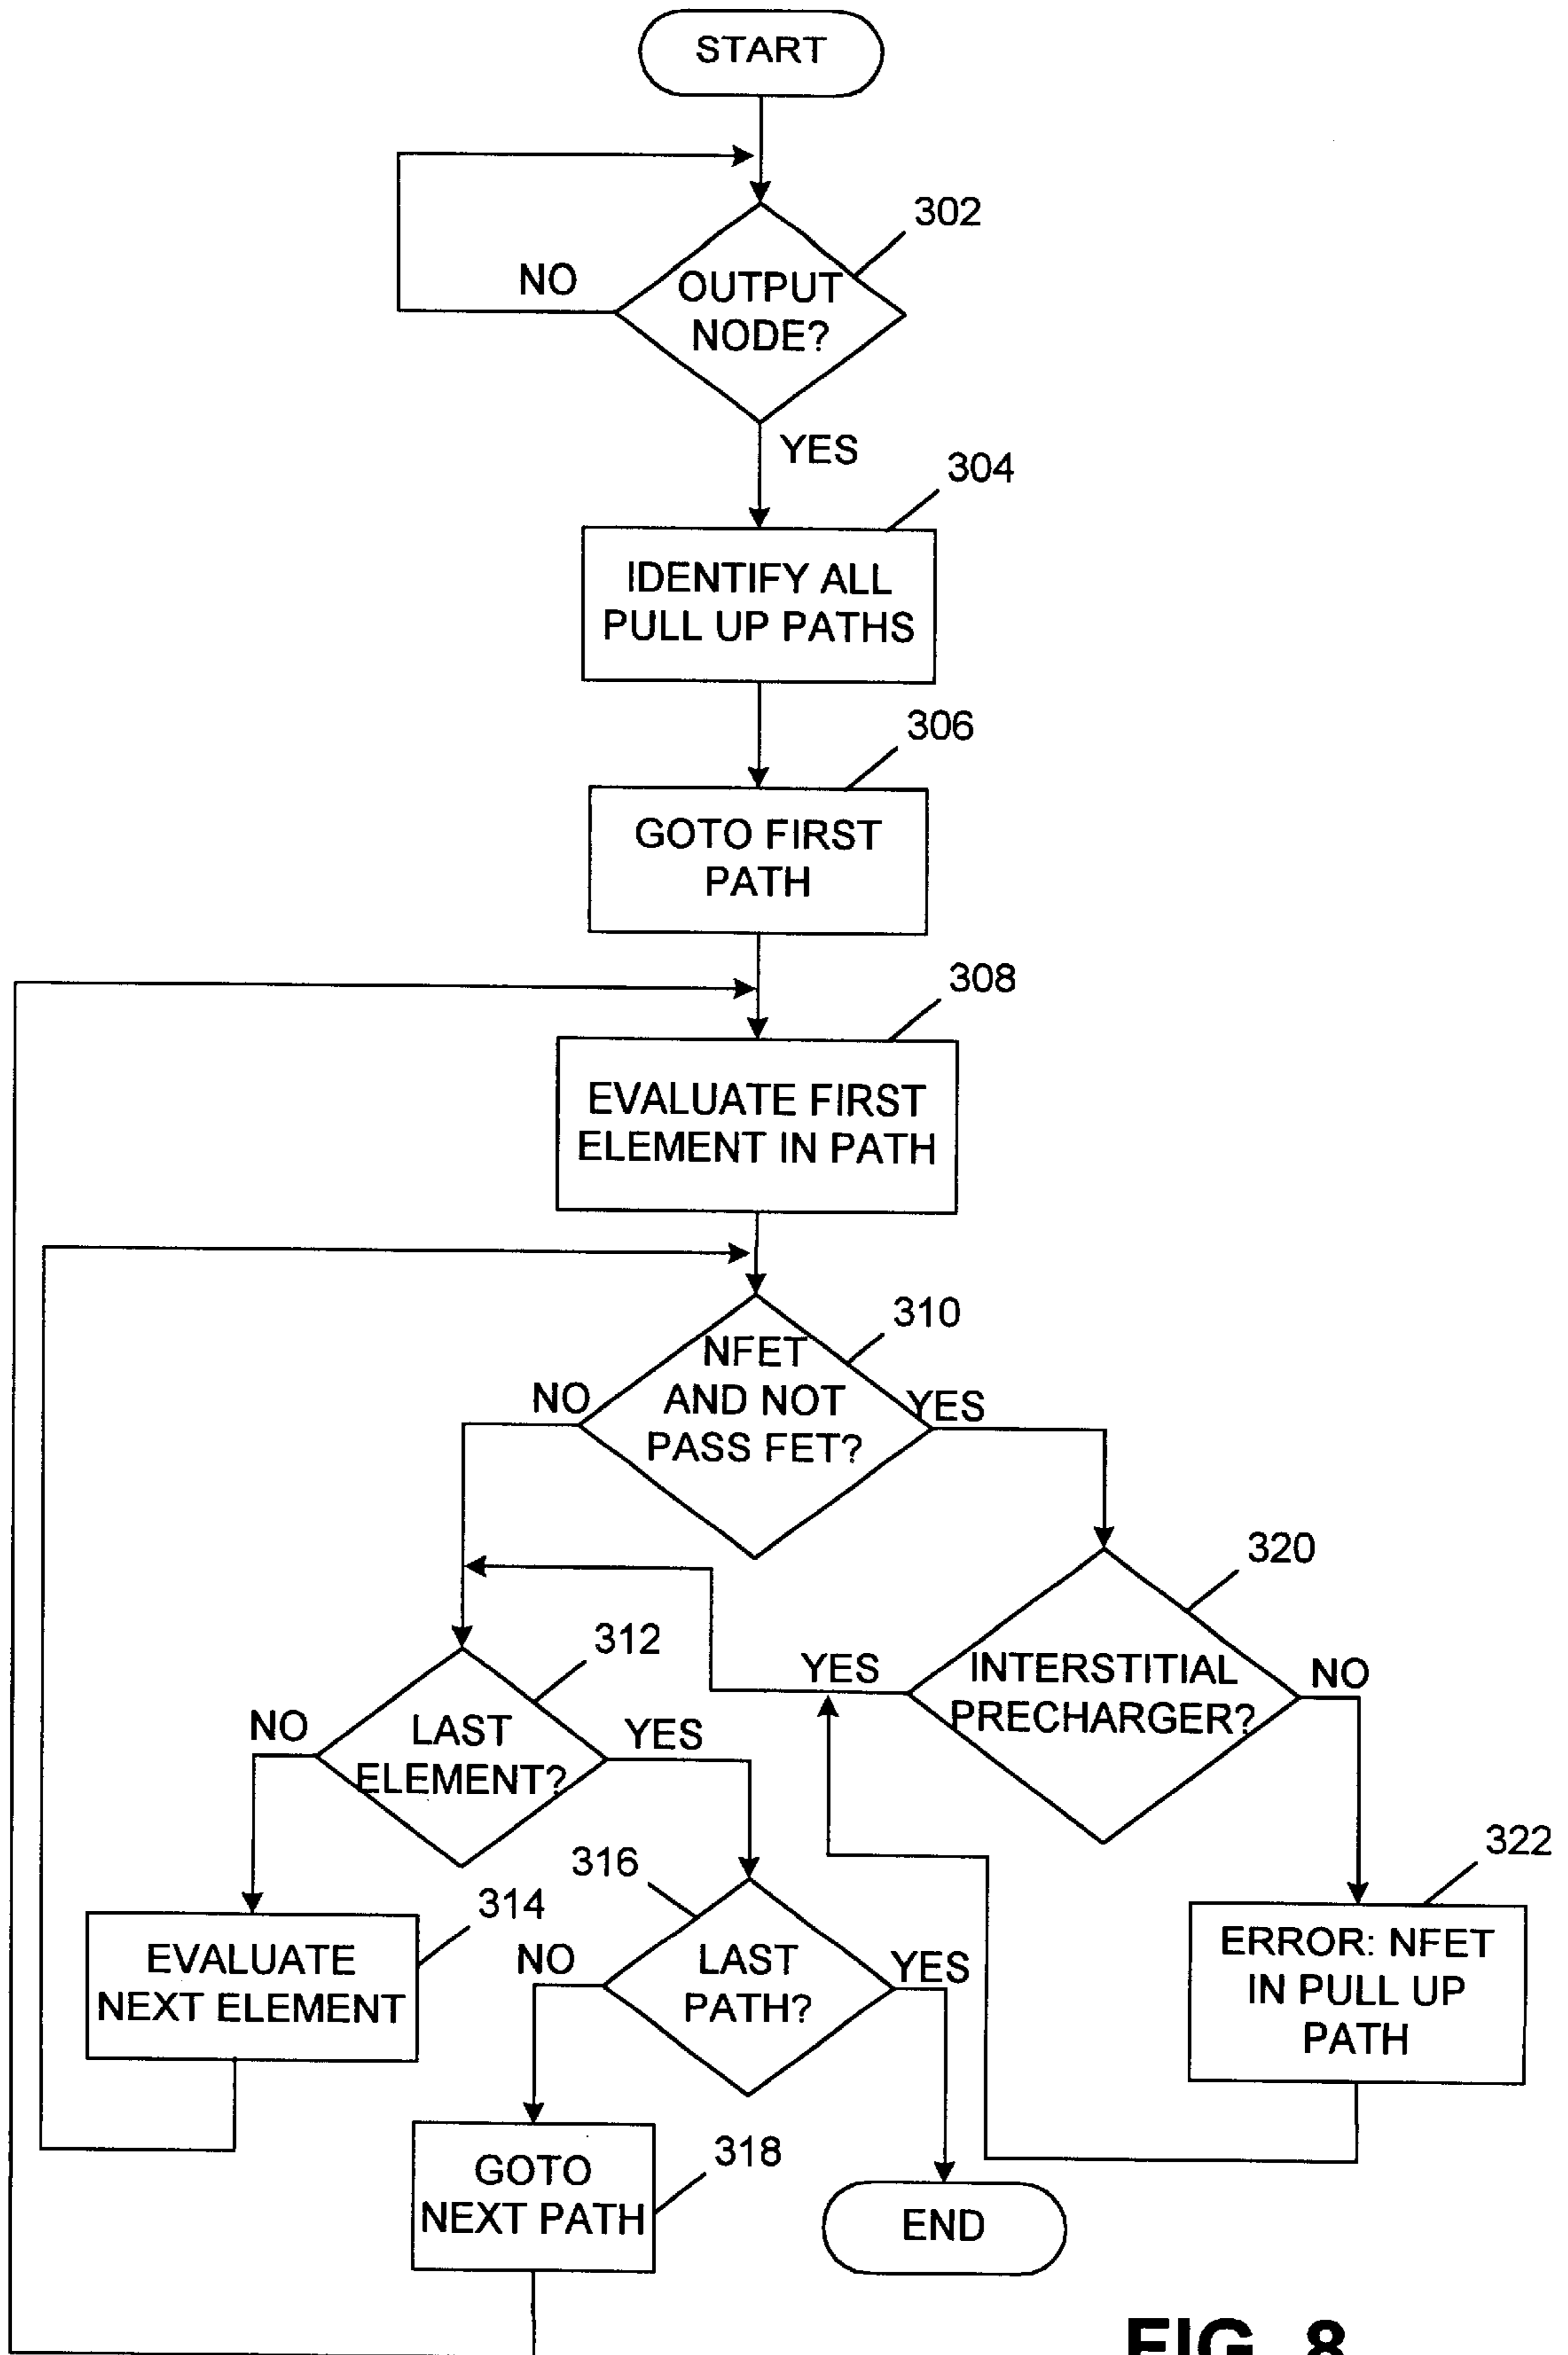 START
302
NO
OUTPUT
NODE?
YES
304
IDENTIFY ALL
PULL UP PATHS
306
GOTO FIRST
PATH
308
EVALUATE FIRST
ELEMENT IN PATH
310
NFET
AND NOT
PASS FET?
NO
YES
320
312
YES
INTERSTITIAL
PRECHARGER?
NO
NO
LAST
ELEMENT?
YES
322
316
314
EVALUATE
NEXT ELEMENT
NO
LAST
PATH?
YES
ERROR: NFET
IN PULL UP
PATH
318
GOTO
NEXT PATH
END
FIG. 8